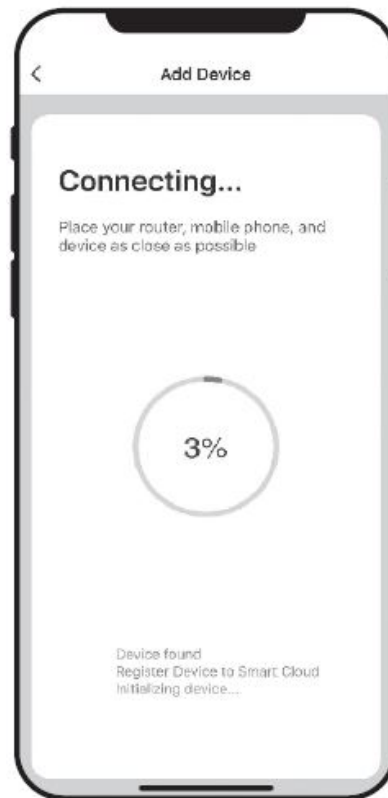 Add Device
Connecting...
Place your router, mobile phone, and
device as close as possible
3%
Device found
Register Device to Smart Cloud
Initializing device...